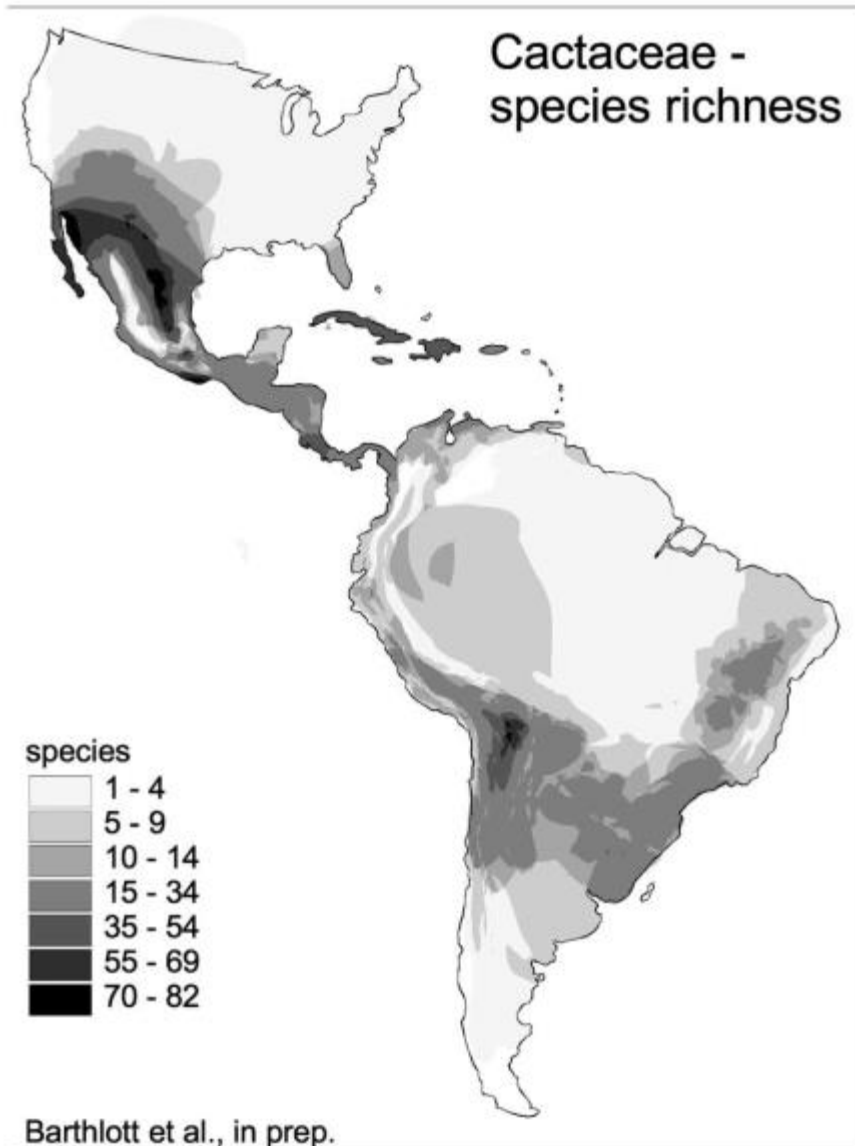 Cactaceae -
species richness
species
1 - 4
5 - 9
10 - 14
15 - 34
35 - 54
55 - 69
70 - 82
Barthlott et al., in prep.